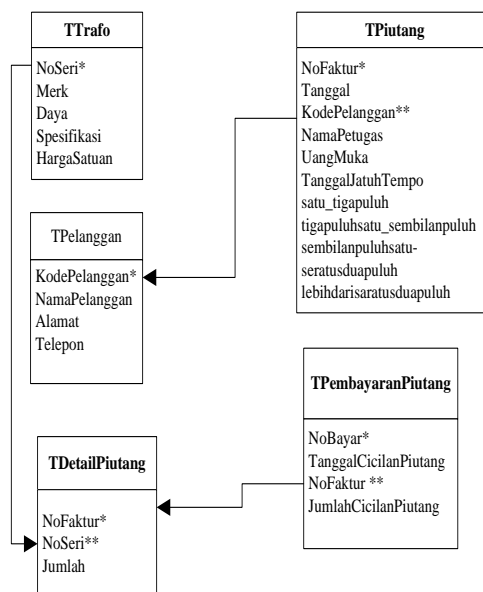 TTrafo
NoSeri*
Merk
Daya
Spesifikasi
HargaSatuan
TPiutang
NoFaktur*
Tanggal
KodePelanggan**
NamaPetugas
UangMuka
TanggalJatuhTempo
satu_tigapuluh
tigapuluhsatu_sembilanpuluh
sembilanpuluhsatu-
seratusduapuluh
lebihdarisaratusduapuluh
TPelanggan
KodePelanggan*
NamaPelanggan
Alamat
Telepon
TPembayaranPiutang
NoBayar*
TanggalCicilanPiutang
NoFaktur **
JumlahCicilanPiutang
TDetailPiutang
NoFaktur*
NoSeri**
Jumlah